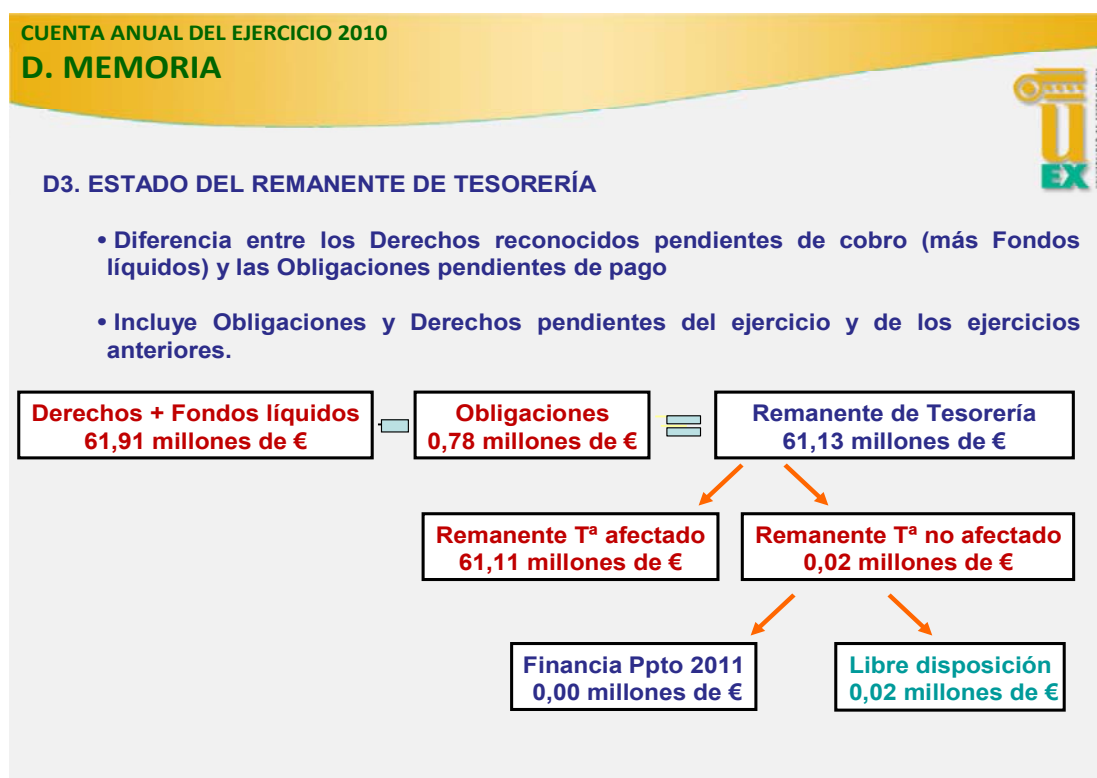 CUENTA ANUAL DEL EJERCICIO 2010
D. MEMORIA
U
EX
D3. ESTADO DEL REMANENTE DE TESORERÍA
• Diferencia entre los Derechos reconocidos pendientes de cobro (más Fondos
líquidos) y las Obligaciones pendientes de pago
• Incluye Obligaciones y Derechos pendientes del ejercicio y de los ejercicios
anteriores.
Derechos + Fondos líquidos
61,91 millones de €
Obligaciones
0,78 millones de €
Remanente de Tesorería
61,13 millones de €
Remanente Tª afectado
61,11 millones de €
Remanente Tª no afectado
0,02 millones de €
Financia Ppto 2011
0,00 millones de €
Libre disposición
0,02 millones de €